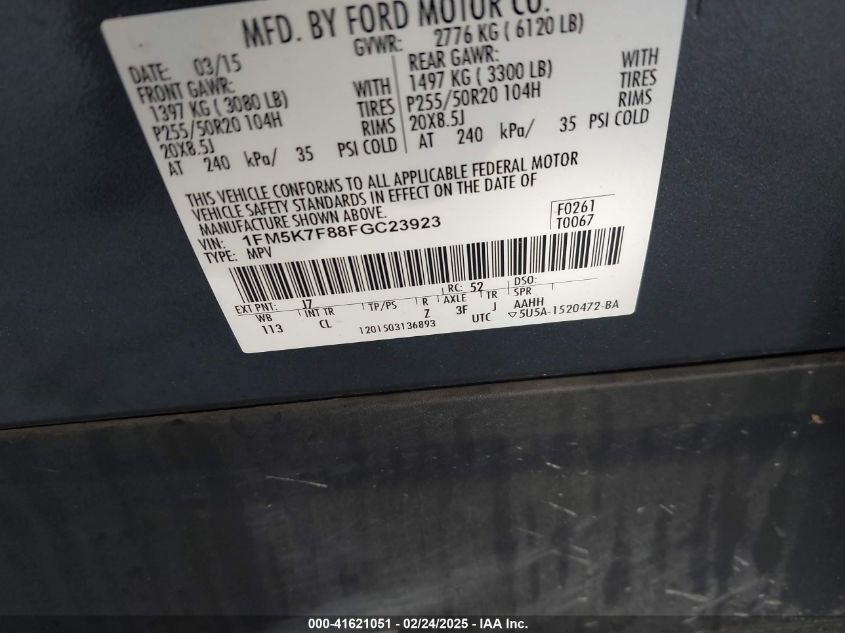 MFD. BY FORD MOTOR CO.
DATE: 03/15 GVWR: 2776 KG ( 6120 LB)
FRONT GAWR: REAR GAWR:
1397 KG ( 3080 LB) WITH 1497 KG ( 3300 LB) WITH
P255/50R20 104H TIRES P255/50R20 104H TIRES
20X8.5J RIMS 20X8.5J RIMS
AT 240 kPa/ 35 PSI COLD AT 240 kPa/ 35 PSI COLD
THIS VEHICLE CONFORMS TO ALL APPLICABLE FEDERAL MOTOR
VEHICLE SAFETY STANDARDS IN EFFECT ON THE DATE OF
MANUFACTURE SHOWN ABOVE.
VIN: 1FM5K7F88FGC23923 F0261
TYPE: MPV T0067
EXT PNT: J7 RC: 52 DSO:
WB INT TR TP/PS R AXLE TR SPR
113 CL Z 3F J AAHH
1201503136893 UTC ▽5U5A-1520472-BA
000-41621051 - 02/24/2025 - IAA Inc.